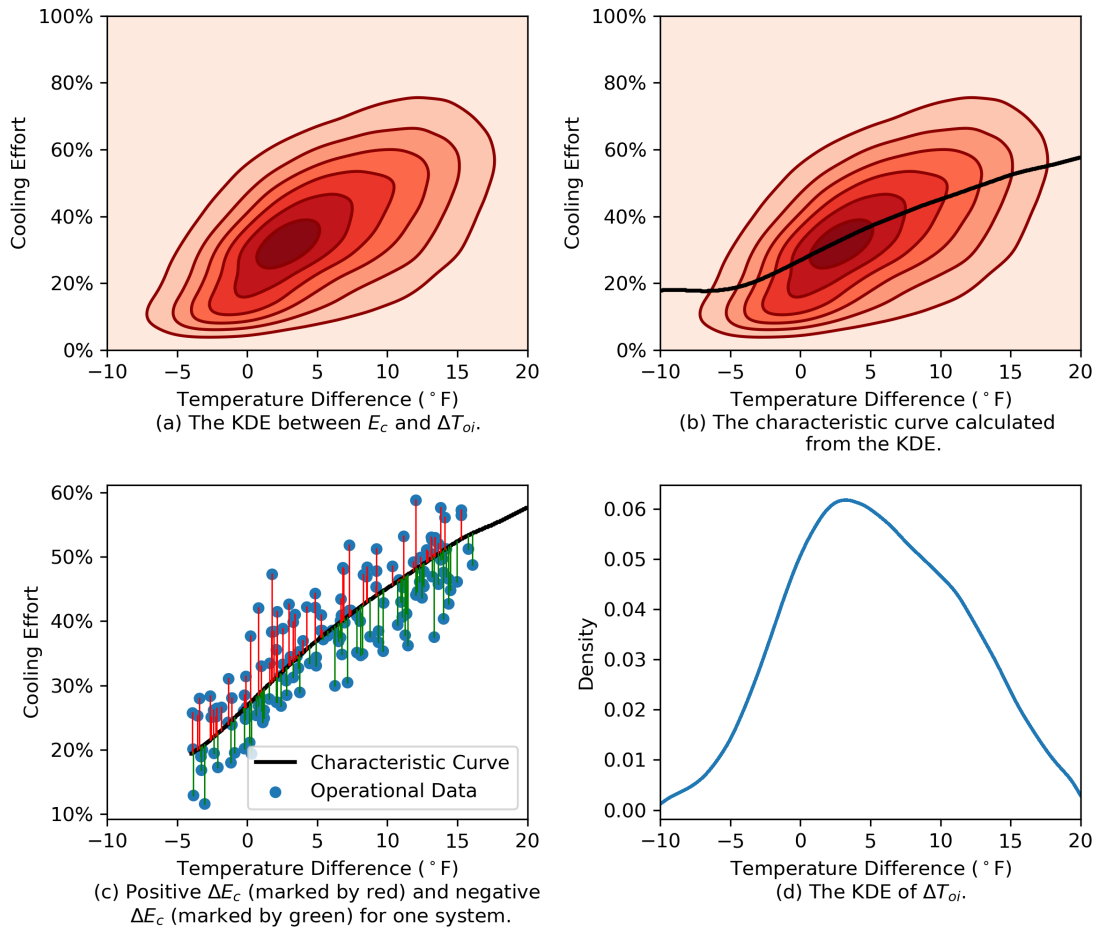 100%
80%
60%
40%
20%
0%
Cooling Effort
−10 −5 0 5 10 15 20
Temperature Difference (°F)
(a) The KDE between E_c and ΔT_oi.
100%
80%
60%
40%
20%
0%
Cooling Effort
−10 −5 0 5 10 15 20
Temperature Difference (°F)
(b) The characteristic curve calculated
from the KDE.
60%
50%
40%
30%
20%
10%
Cooling Effort
Characteristic Curve
Operational Data
−10 −5 0 5 10 15 20
Temperature Difference (°F)
(c) Positive ΔE_c (marked by red) and negative
ΔE_c (marked by green) for one system.
0.06
0.05
0.04
0.03
0.02
0.01
0.00
Density
−10 −5 0 5 10 15 20
Temperature Difference (°F)
(d) The KDE of ΔT_oi.